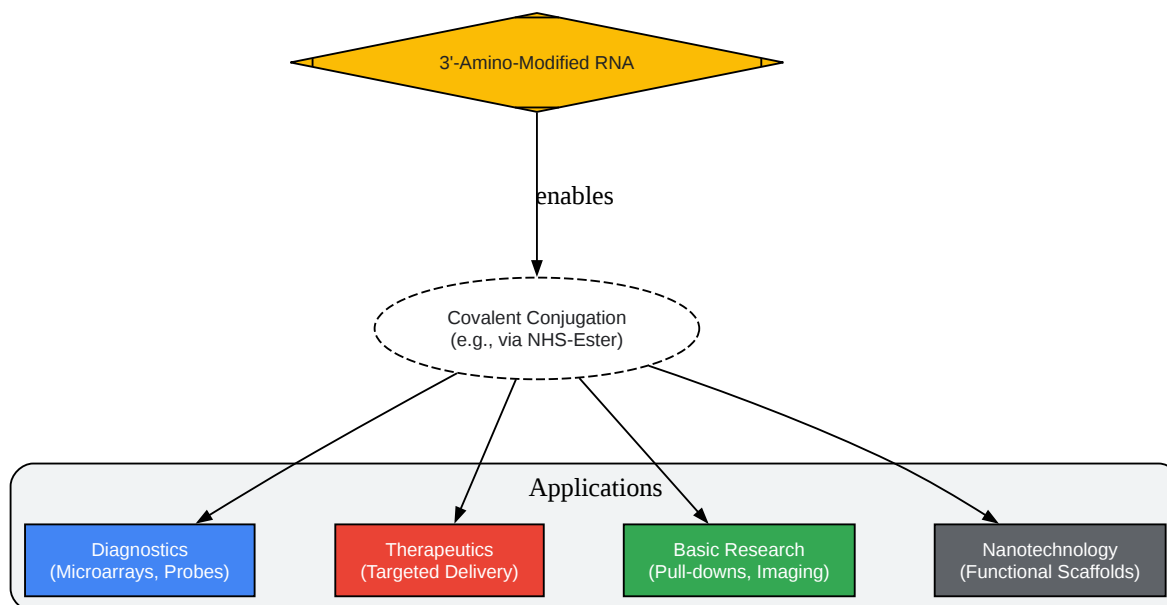 3'-Amino-Modified RNA
enables
Covalent Conjugation
(e.g., via NHS-Ester)
Applications
Diagnostics
(Microarrays, Probes)
Therapeutics
(Targeted Delivery)
Basic Research
(Pull-downs, Imaging)
Nanotechnology
(Functional Scaffolds)